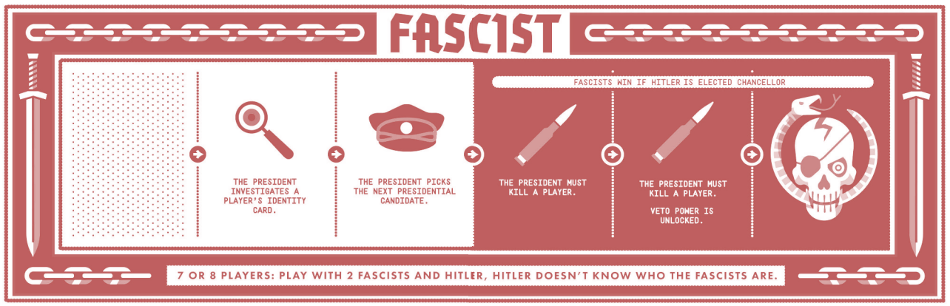 FASCIST
FASCISTS WIN IF HITLER IS ELECTED CHANCELLOR
THE PRESIDENT
INVESTIGATES A
PLAYER'S IDENTITY
CARD.
THE PRESIDENT PICKS
THE NEXT PRESIDENTIAL
CANDIDATE.
THE PRESIDENT MUST
KILL A PLAYER.
THE PRESIDENT MUST
KILL A PLAYER.
VETO POWER IS
UNLOCKED.
7 OR 8 PLAYERS: PLAY WITH 2 FASCISTS AND HITLER, HITLER DOESN'T KNOW WHO THE FASCISTS ARE.